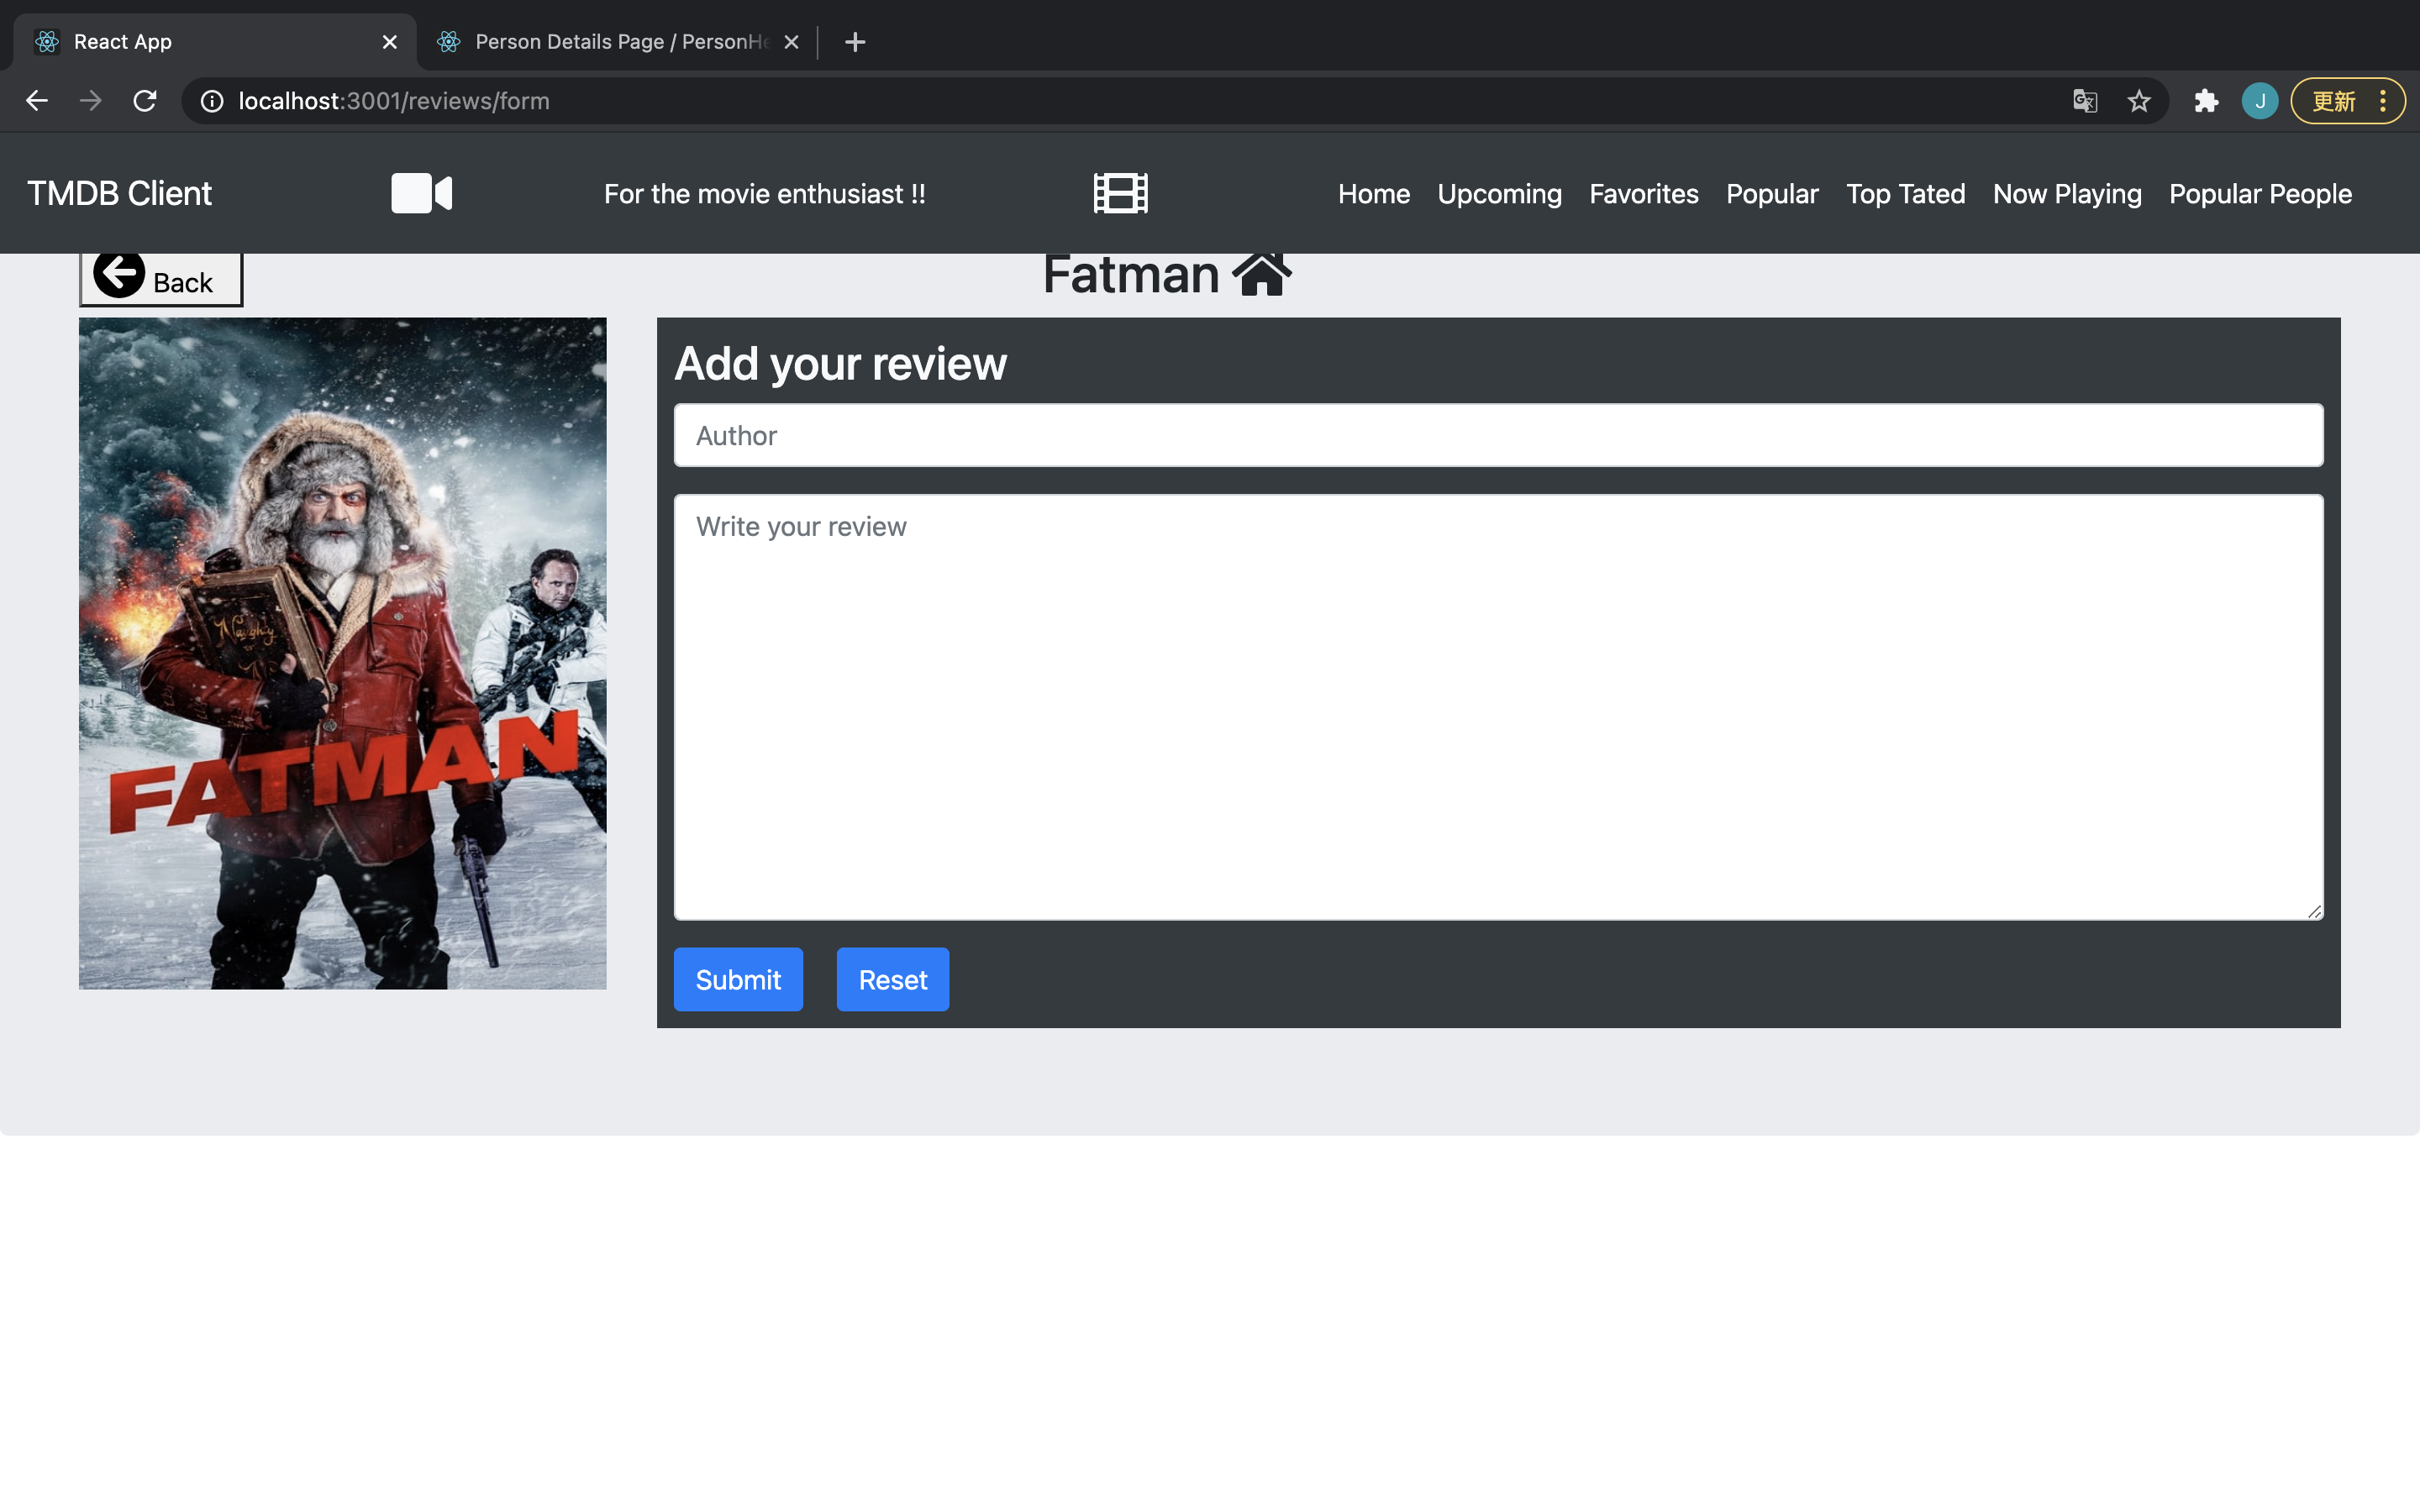 React App
Person Details Page / PersonHe
localhost:3001/reviews/form
J
更新
TMDB Client
For the movie enthusiast !!
Home
Upcoming
Favorites
Popular
Top Tated
Now Playing
Popular People
Back
Fatman
Add your review
Author
Write your review
Naughty
FATMAN
Submit
Reset